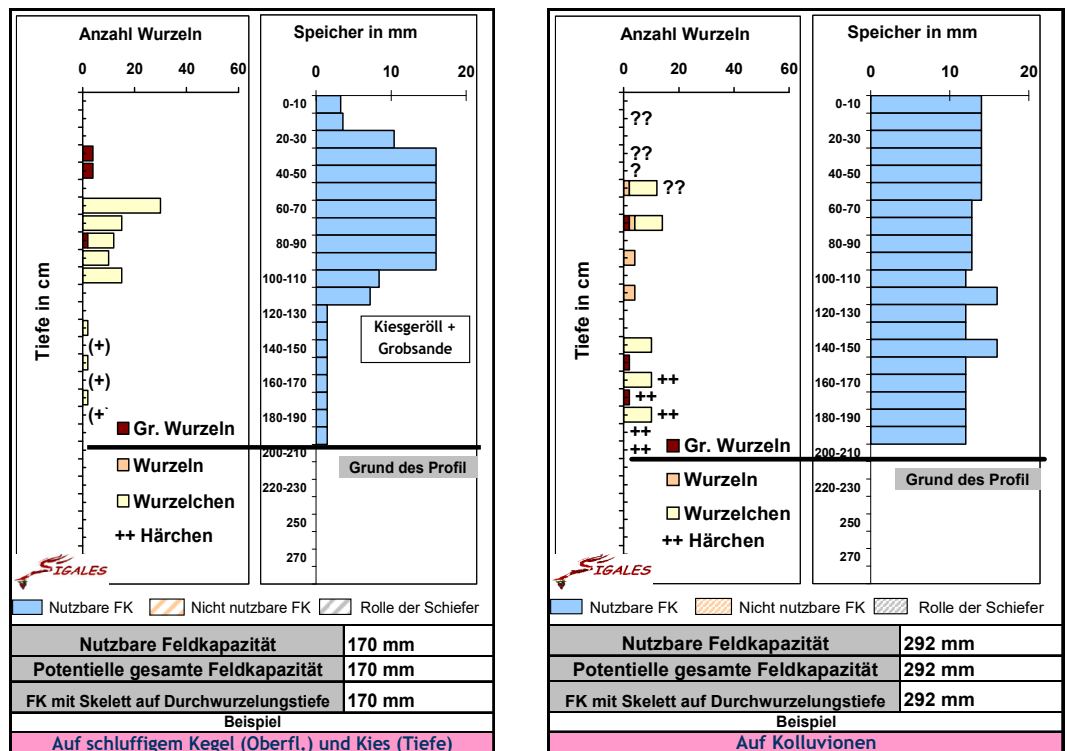 Anzahl Wurzeln
0 20 40 60
Speicher in mm
0 10 20
Tiefe in cm
0-10
20-30
40-50
60-70
80-90
100-110
120-130
140-150
160-170
180-190
200-210
220-230
250
270
(+)
(+)
(+
Kiesgeröll +
Grobsande
Gr. Wurzeln
Wurzeln
Wurzelchen
++ Härchen
Grund des Profil
SIGALES
Nutzbare FK Nicht nutzbare FK Rolle der Schiefer
Nutzbare Feldkapazität 170 mm
Potentielle gesamte Feldkapazität 170 mm
FK mit Skelett auf Durchwurzelungstiefe 170 mm
Beispiel
Auf schluffigem Kegel (Oberfl.) und Kies (Tiefe)
Anzahl Wurzeln
0 20 40 60
Speicher in mm
0 10 20
Tiefe in cm
0-10
20-30
40-50
60-70
80-90
100-110
120-130
140-150
160-170
180-190
200-210
220-230
250
270
??
??
?
??
++
++
++
++
++
Gr. Wurzeln
Wurzeln
Wurzelchen
++ Härchen
Grund des Profil
SIGALES
Nutzbare FK Nicht nutzbare FK Rolle der Schiefer
Nutzbare Feldkapazität 292 mm
Potentielle gesamte Feldkapazität 292 mm
FK mit Skelett auf Durchwurzelungstiefe 292 mm
Beispiel
Auf Kolluvionen